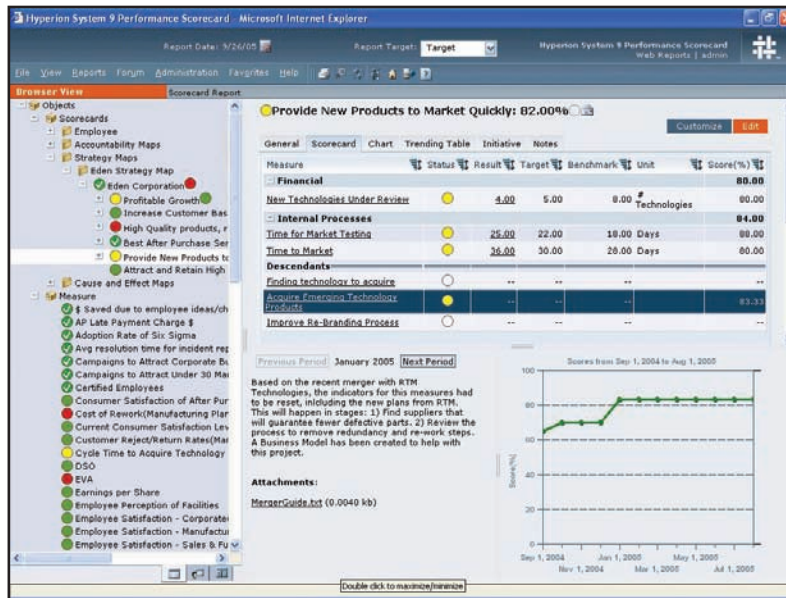 Hyperion System 9 Performance Scorecard - Microsoft Internet Explorer
Report Date: 9/26/05 Report Target: Target Hyperion System 9 Performance Scorecard
Web Reports | admin
File View Reports Forum Administration Favorites Help
Browser View Scorecard Report
Objects
Scorecards
Employee
Accountability Maps
Strategy Maps
Eden Strategy Map
Eden Corporation
Profitable Growth
Increase Customer Bas
High Quality products, r
Best After Purchase Ser
Provide New Products to
Attract and Retain High
Cause and Effect Maps
Measure
$ Saved due to employee ideas/ch
AP Late Payment Charge $
Adoption Rate of Six Sigma
Avg resolution time for incident rep
Campaigns to Attract Corporate Bu
Campaigns to Attract Under 30 Mar
Certified Employees
Consumer Satisfaction of After Pur
Cost of Rework(Manufacturing Plan
Current Consumer Satisfaction Lev
Customer Reject/Return Rates(Mar
Cycle Time to Acquire Technology
DSO
EVA
Earnings per Share
Employee Perception of Facilities
Employee Satisfaction - Corporate
Employee Satisfaction - Manufactu
Employee Satisfaction - Sales & Fu
Provide New Products to Market Quickly: 82.00%
Customize Edit
General Scorecard Chart Trending Table Initiative Notes
Measure Status Result Target Benchmark Unit Score(%)
Financial 80.00
New Technologies Under Review 4.00 5.00 8.00 # Technologies 80.00
Internal Processes 84.00
Time for Market Testing 25.00 22.00 18.00 Days 88.00
Time to Market 36.00 30.00 28.00 Days 80.00
Descendants
Finding technology to acquire -- -- -- --
Acquire Emerging Technology
Products -- -- -- 83.33
Improve Re-Branding Process -- -- -- --
Previous Period January 2005 Next Period
Based on the recent merger with RTM
Technologies, the indicators for this measures had
to be reset, inlcluding the new plans from RTM.
This will happen in stages: 1) Find suppliers that
will guarantee fewer defective parts. 2) Review the
process to remove redundancy and re-work steps.
A Business Model has been created to help with
this project.
Attachments:
MergerGuide.txt (0.0040 kb)
Scores from Sep 1, 2004 to Aug 1, 2005
Score(%)
100
80
60
40
20
0
Sep 1, 2004 Jan 1, 2005 May 1, 2005
Nov 1, 2004 Mar 1, 2005 Jul 1, 2005
Double click to maximize/minimize